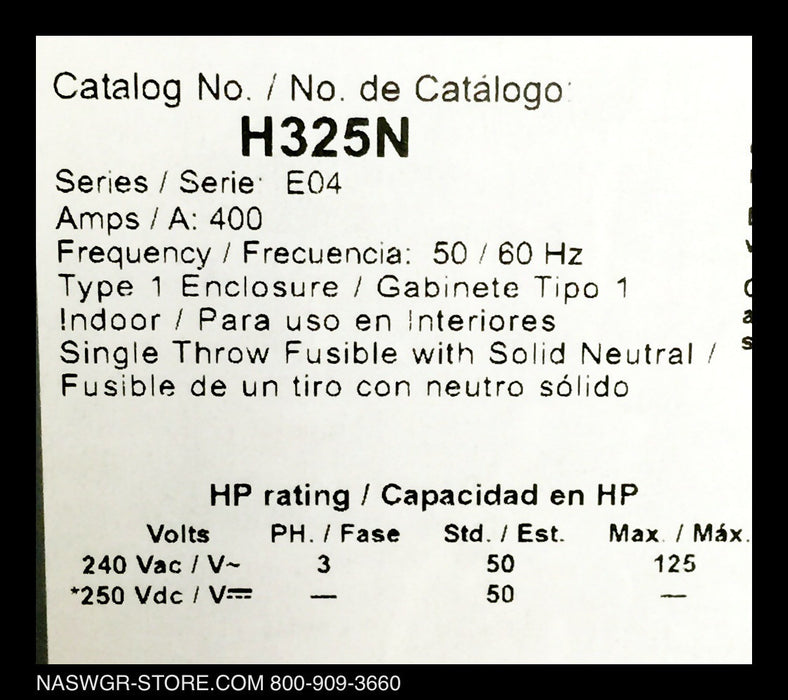 Catalog No. / No. de Catálogo:
H325N
Series / Serie: E04
Amps / A: 400
Frequency / Frecuencia: 50 / 60 Hz
Type 1 Enclosure / Gabinete Tipo 1
Indoor / Para uso en Interiores
Single Throw Fusible with Solid Neutral /
Fusible de un tiro con neutro sólido
HP rating / Capacidad en HP
Volts PH. / Fase Std. / Est. Max. / Máx.
240 Vac / V~ 3 50 125
*250 Vdc / V⎓ — 50 —
NASWGR-STORE.COM 800-909-3660